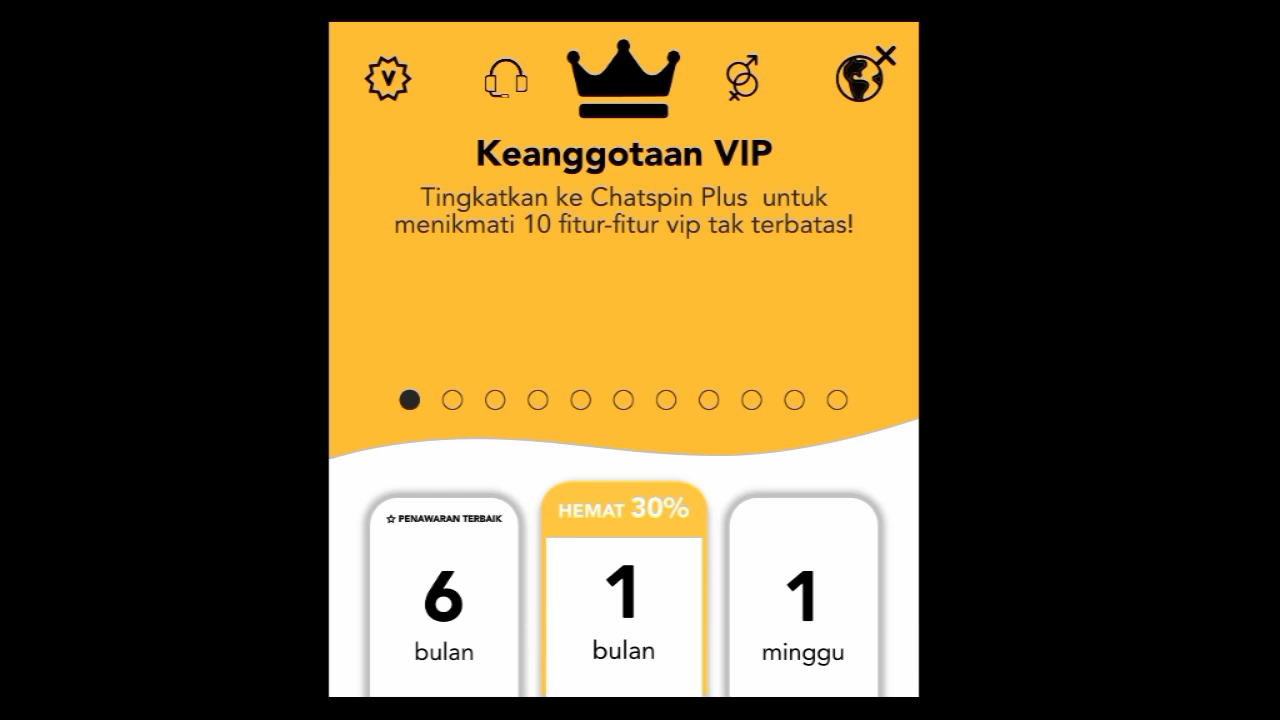 V
Keanggotaan VIP
Tingkatkan ke Chatspin Plus untuk
menikmati 10 fitur-fitur vip tak terbatas!
☆ PENAWARAN TERBAIK
6
bulan
HEMAT 30%
1
bulan
1
minggu